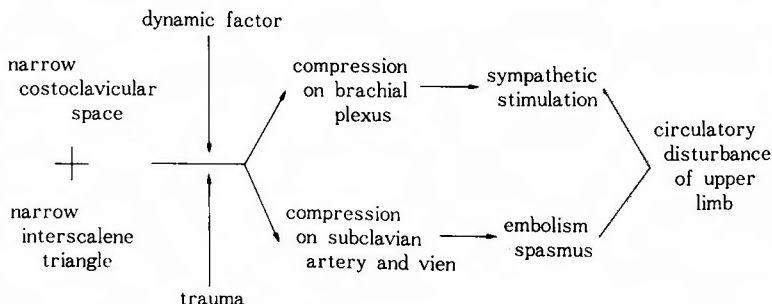 dynamic factor
narrow
costoclavicular
space
narrow
interscalene
triangle
trauma
compression
on brachial
plexus
sympathetic
stimulation
compression
on subclavian
artery and vien
embolism
spasmus
circulatory
disturbance
of upper
limb